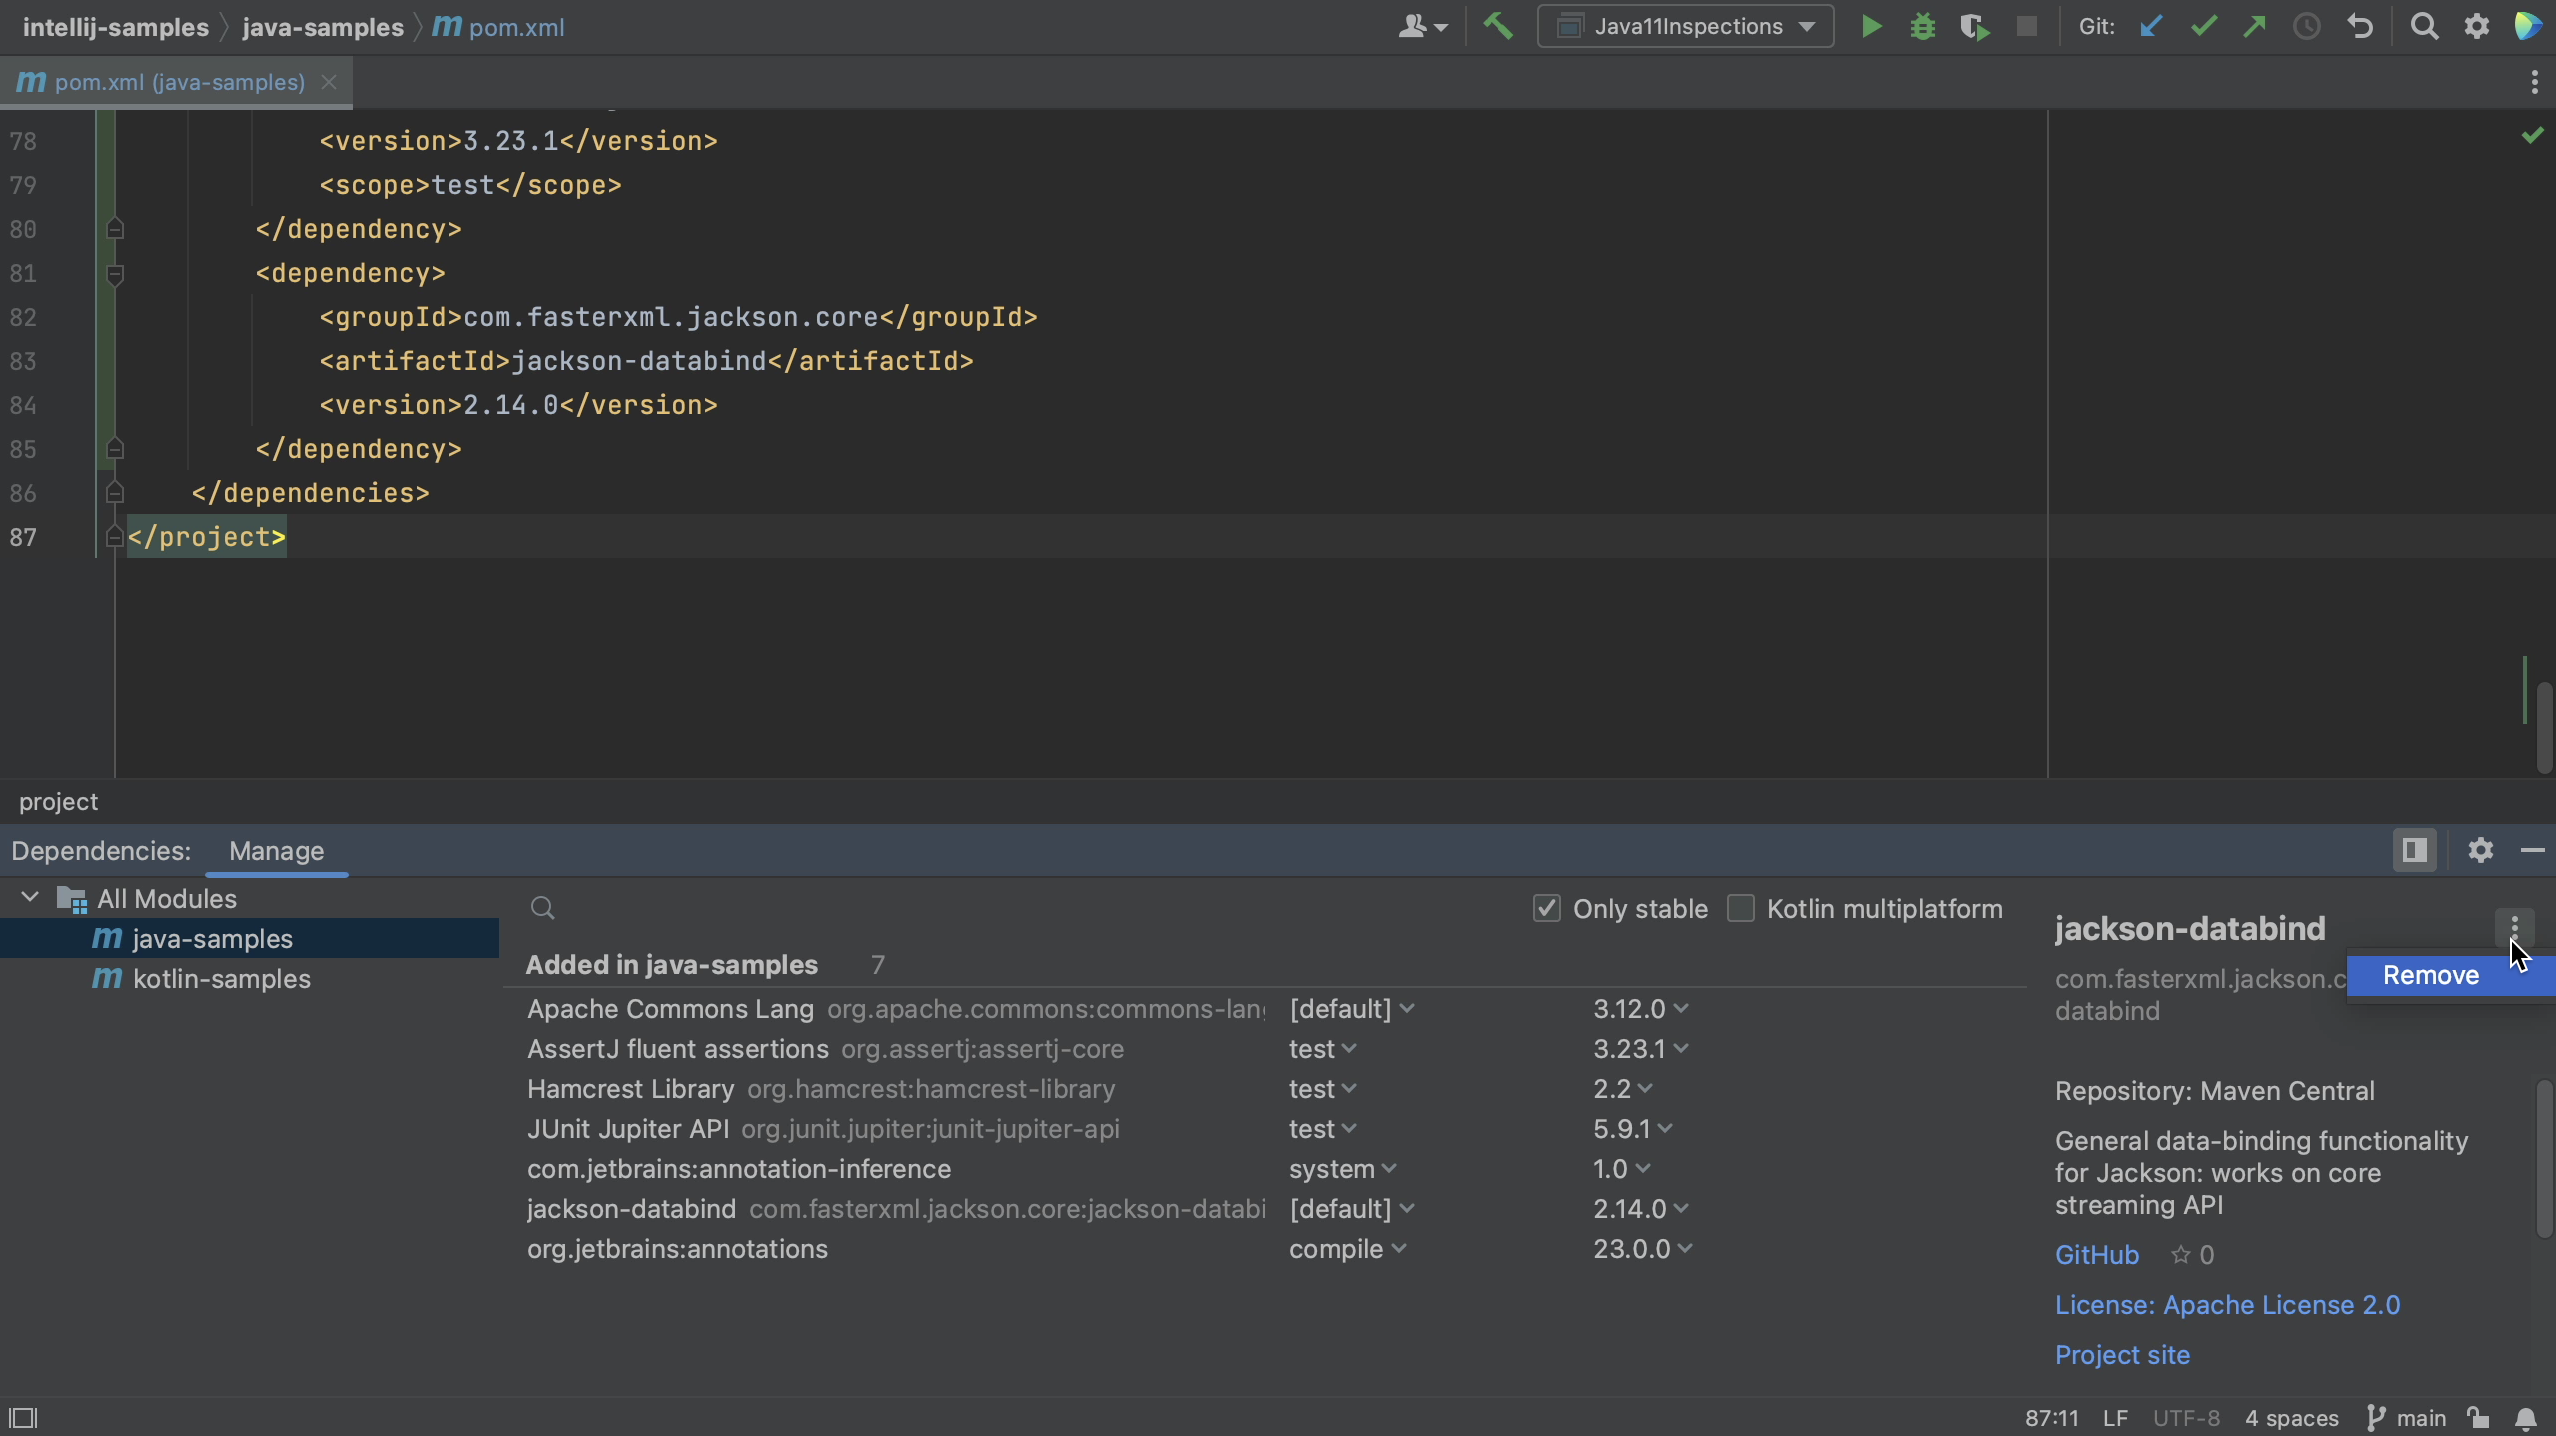 intellij-samples java-samples m pom.xml Java11Inspections Git:
m pom.xml (java-samples)
78 <version>3.23.1</version>
79 <scope>test</scope>
80 </dependency>
81 <dependency>
82 <groupId>com.fasterxml.jackson.core</groupId>
83 <artifactId>jackson-databind</artifactId>
84 <version>2.14.0</version>
85 </dependency>
86 </dependencies>
87 </project>
project
Dependencies: Manage
All Modules
m java-samples
m kotlin-samples
Only stable Kotlin multiplatform
Added in java-samples 7
Apache Commons Lang org.apache.commons:commons-lan [default] 3.12.0
AssertJ fluent assertions org.assertj:assertj-core test 3.23.1
Hamcrest Library org.hamcrest:hamcrest-library test 2.2
JUnit Jupiter API org.junit.jupiter:junit-jupiter-api test 5.9.1
com.jetbrains:annotation-inference system 1.0
jackson-databind com.fasterxml.jackson.core:jackson-databi [default] 2.14.0
org.jetbrains:annotations compile 23.0.0
jackson-databind
Remove
com.fasterxml.jackson.c
databind
Repository: Maven Central
General data-binding functionality
for Jackson: works on core
streaming API
GitHub 0
License: Apache License 2.0
Project site
87:11 LF UTF-8 4 spaces main